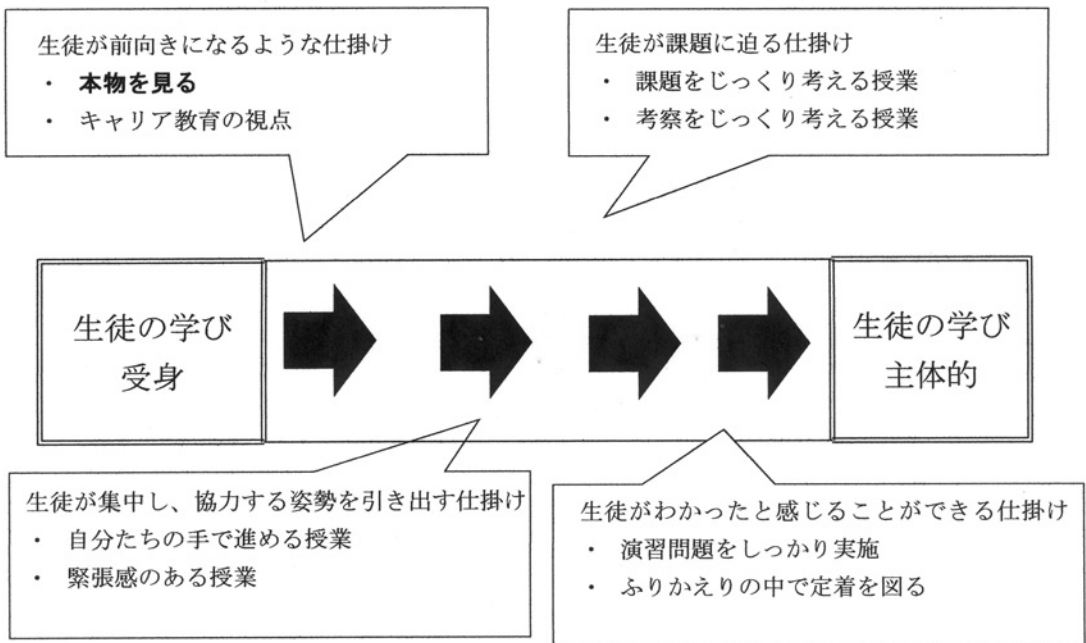 生徒が前向きになるような仕掛け
・ 本物を見る
・ キャリア教育の視点
生徒が課題に迫る仕掛け
・ 課題をじっくり考える授業
・ 考察をじっくり考える授業
生徒の学び
受身
生徒の学び
主体的
生徒が集中し、協力する姿勢を引き出す仕掛け
・ 自分たちの手で進める授業
・ 緊張感のある授業
生徒がわかったと感じることができる仕掛け
・ 演習問題をしっかり実施
・ ふりかえりの中で定着を図る